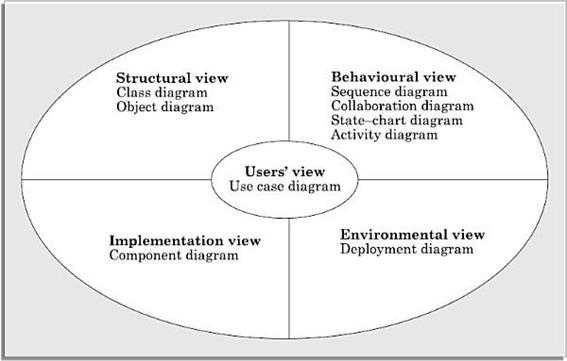 Structural view
Class diagram
Object diagram
Behavioural view
Sequence diagram
Collaboration diagram
State–chart diagram
Activity diagram
Users' view
Use case diagram
Implementation view
Component diagram
Environmental view
Deployment diagram